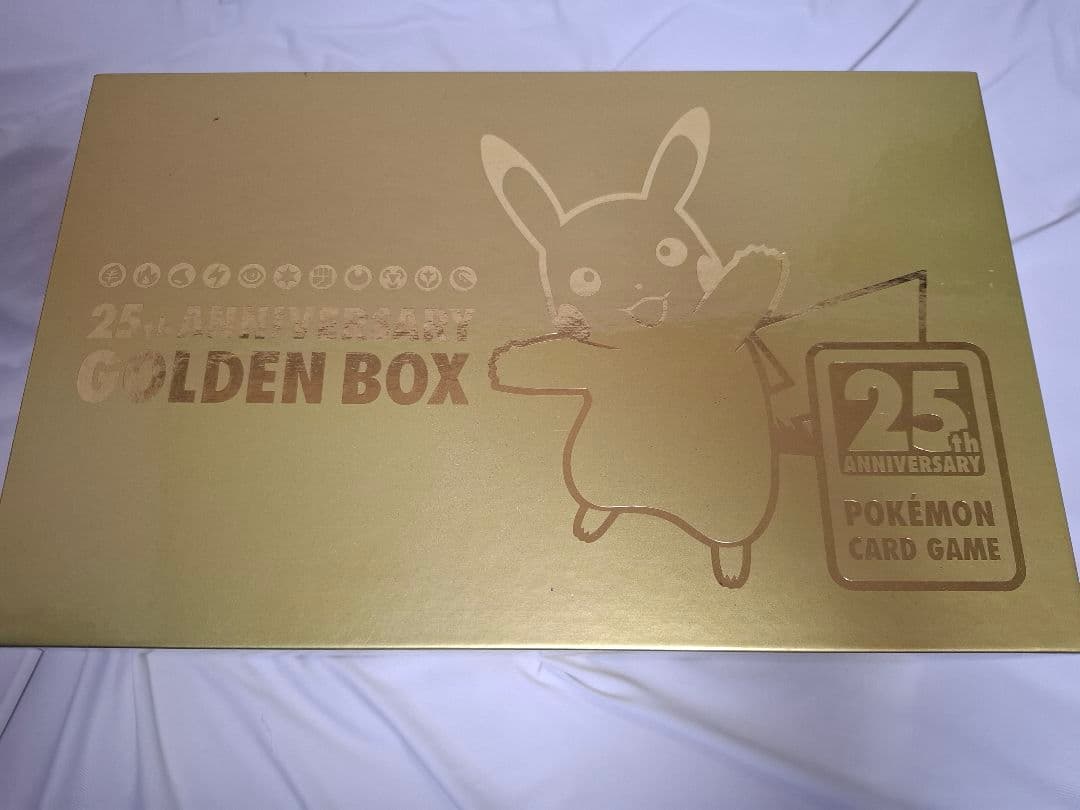 25th ANNIVERSARY
GOLDEN BOX
25th
ANNIVERSARY
POKÉMON
CARD GAME